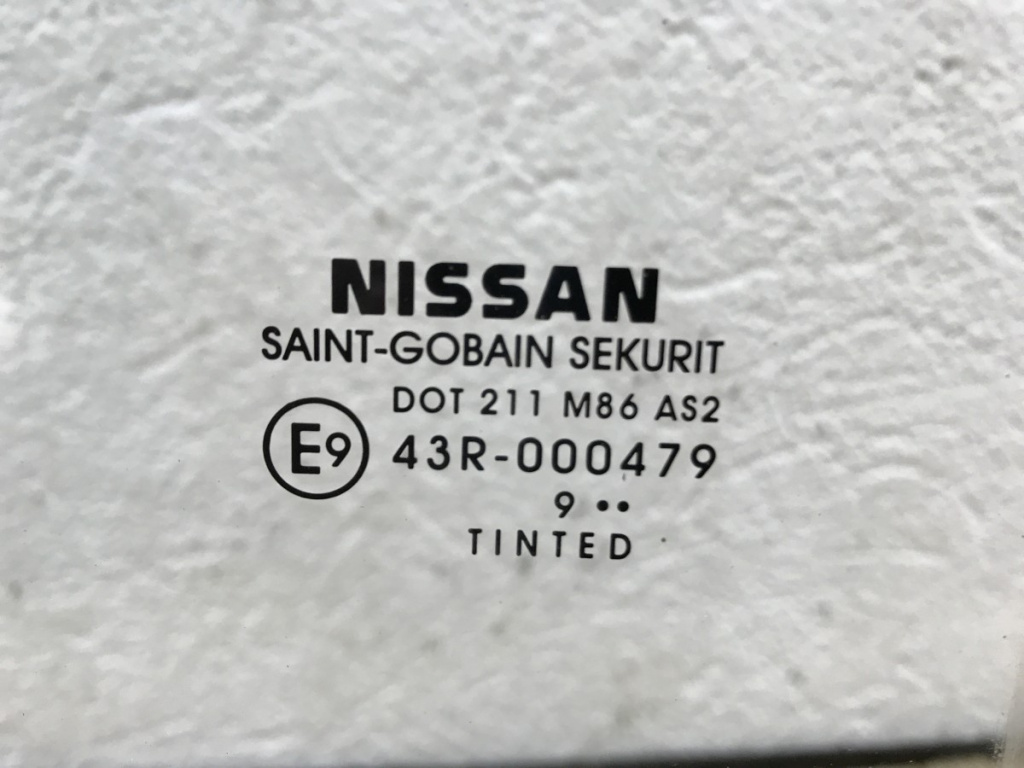 NISSAN
SAINT-GOBAIN SEKURIT
DOT 211 M86 AS2
E9 43R-000479
9 ••
TINTED